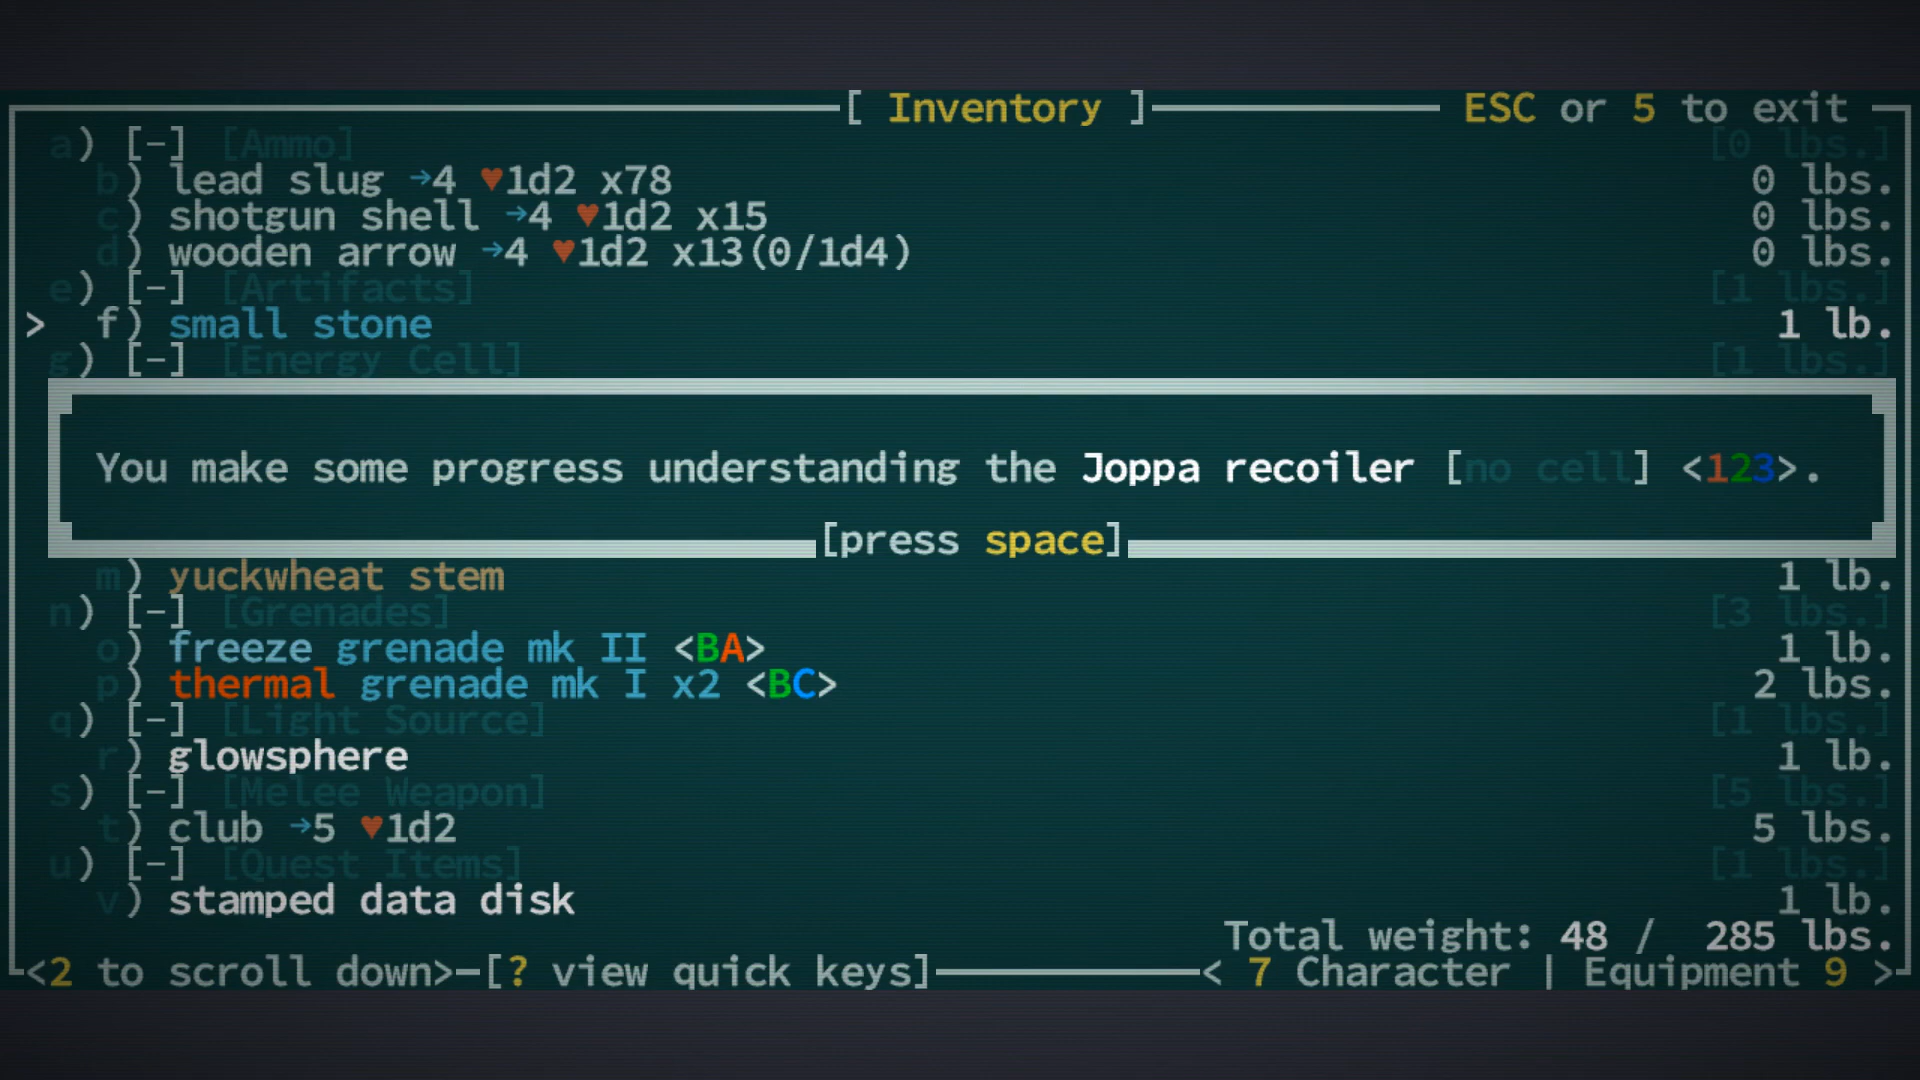 [ Inventory ] ESC or 5 to exit
a) [-] [Ammo] [0 lbs.]
b) lead slug →4 ♥1d2 x78 0 lbs.
c) shotgun shell →4 ♥1d2 x15 0 lbs.
d) wooden arrow →4 ♥1d2 x13(0/1d4) 0 lbs.
e) [-] [Artifacts] [1 lbs.]
> f) small stone 1 lb.
g) [-] [Energy Cell] [1 lbs.]
You make some progress understanding the Joppa recoiler [no cell] <123>.
[press space]
m) yuckwheat stem 1 lb.
n) [-] [Grenades] [3 lbs.]
o) freeze grenade mk II <BA> 1 lb.
p) thermal grenade mk I x2 <BC> 2 lbs.
q) [-] [Light Source] [1 lbs.]
r) glowsphere 1 lb.
s) [-] [Melee Weapon] [5 lbs.]
t) club →5 ♥1d2 5 lbs.
u) [-] [Quest Items] [1 lbs.]
v) stamped data disk 1 lb.
Total weight: 48 / 285 lbs.
<2 to scroll down> [? view quick keys] < 7 Character | Equipment 9 >